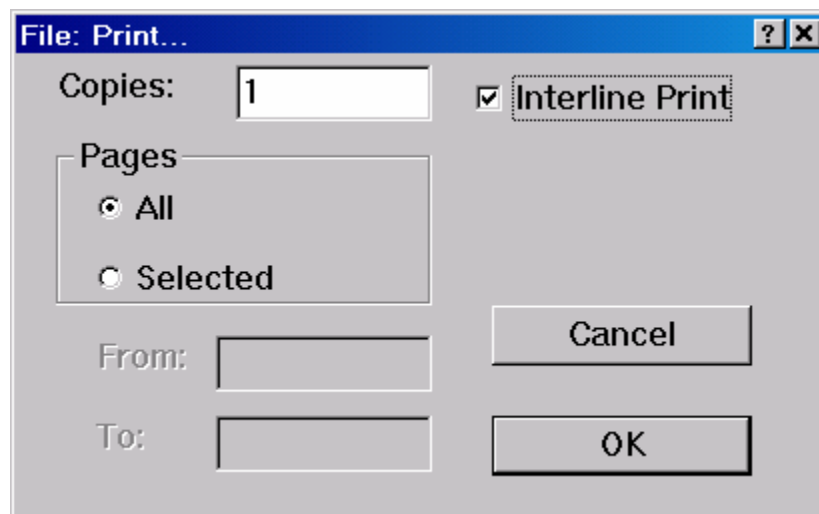 File: Print...
Copies: 1
Interline Print
Pages
All
Selected
From:
To:
Cancel
OK